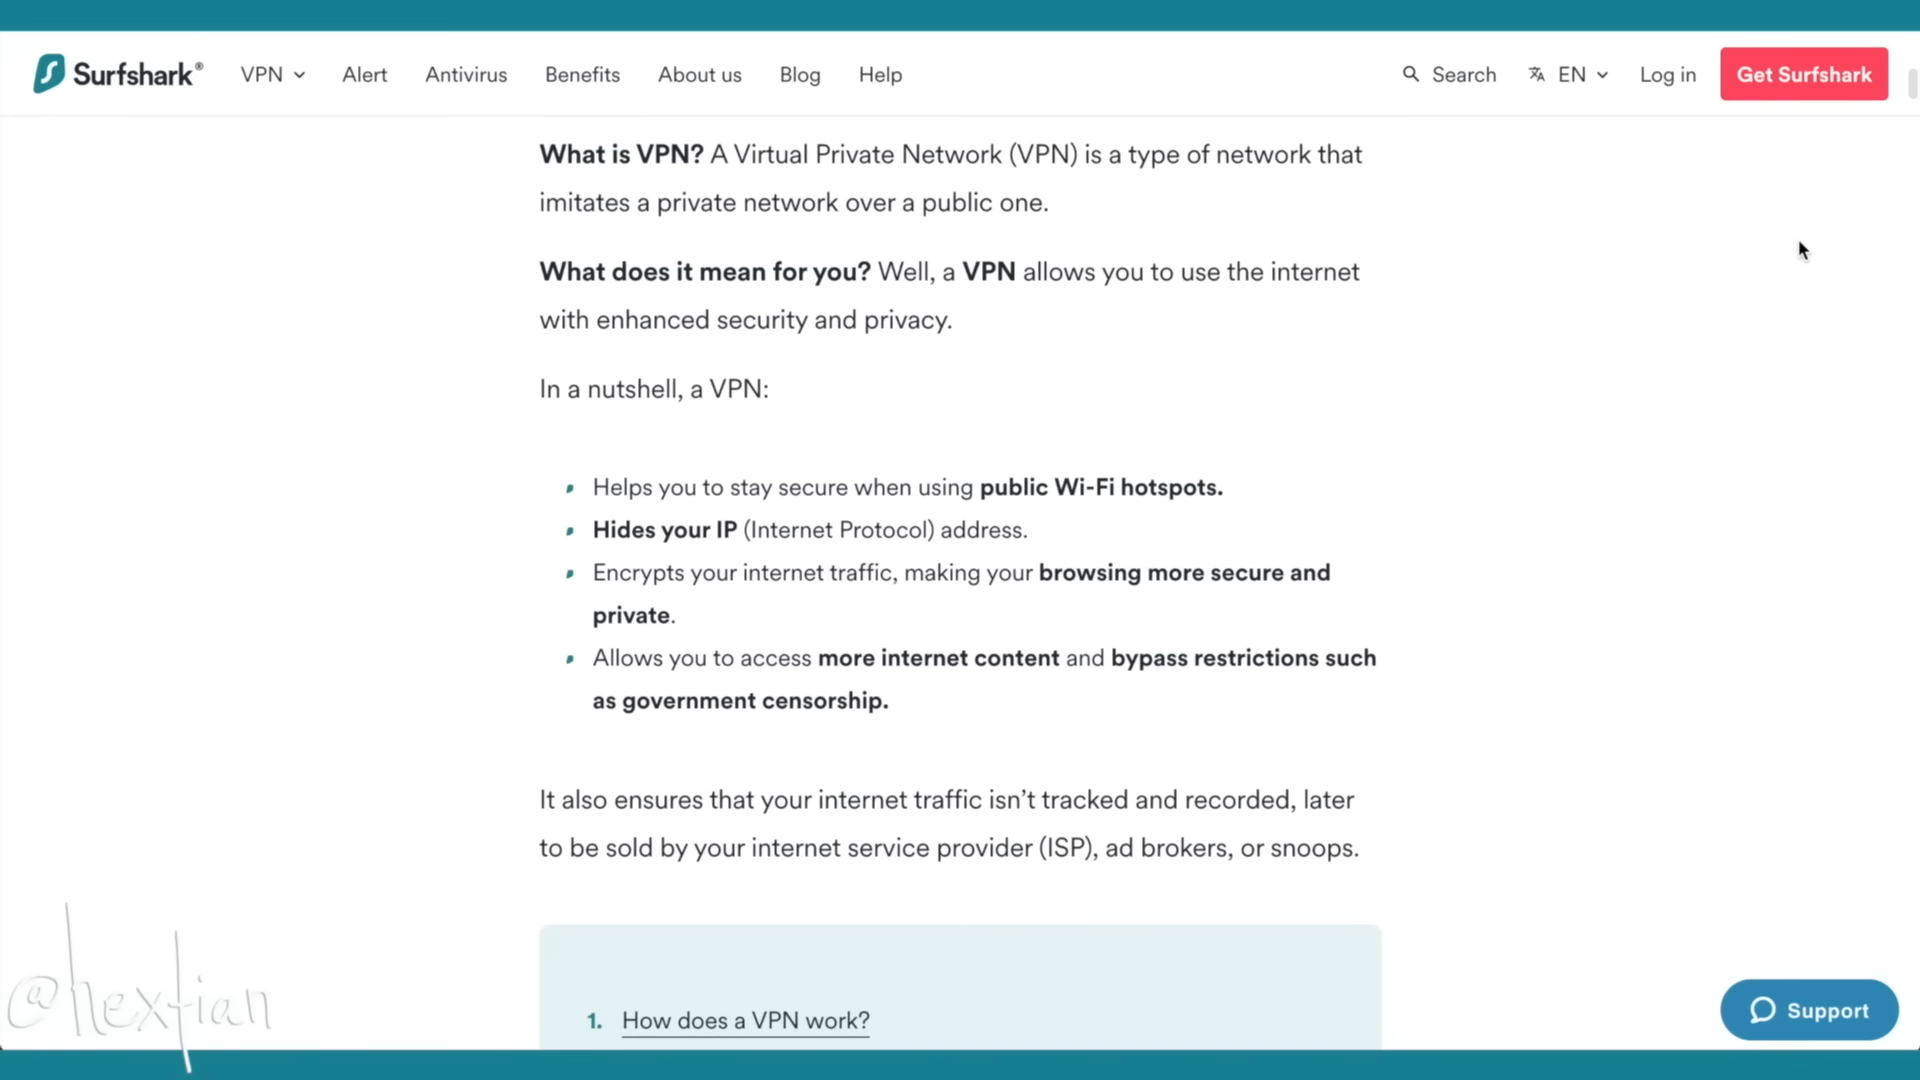 Surfshark® VPN Alert Antivirus Benefits About us Blog Help Search EN Log in Get Surfshark
What is VPN? A Virtual Private Network (VPN) is a type of network that
imitates a private network over a public one.
What does it mean for you? Well, a VPN allows you to use the internet
with enhanced security and privacy.
In a nutshell, a VPN:
Helps you to stay secure when using public Wi-Fi hotspots.
Hides your IP (Internet Protocol) address.
Encrypts your internet traffic, making your browsing more secure and
private.
Allows you to access more internet content and bypass restrictions such
as government censorship.
It also ensures that your internet traffic isn’t tracked and recorded, later
to be sold by your internet service provider (ISP), ad brokers, or snoops.
1. How does a VPN work?
@hextian
Support